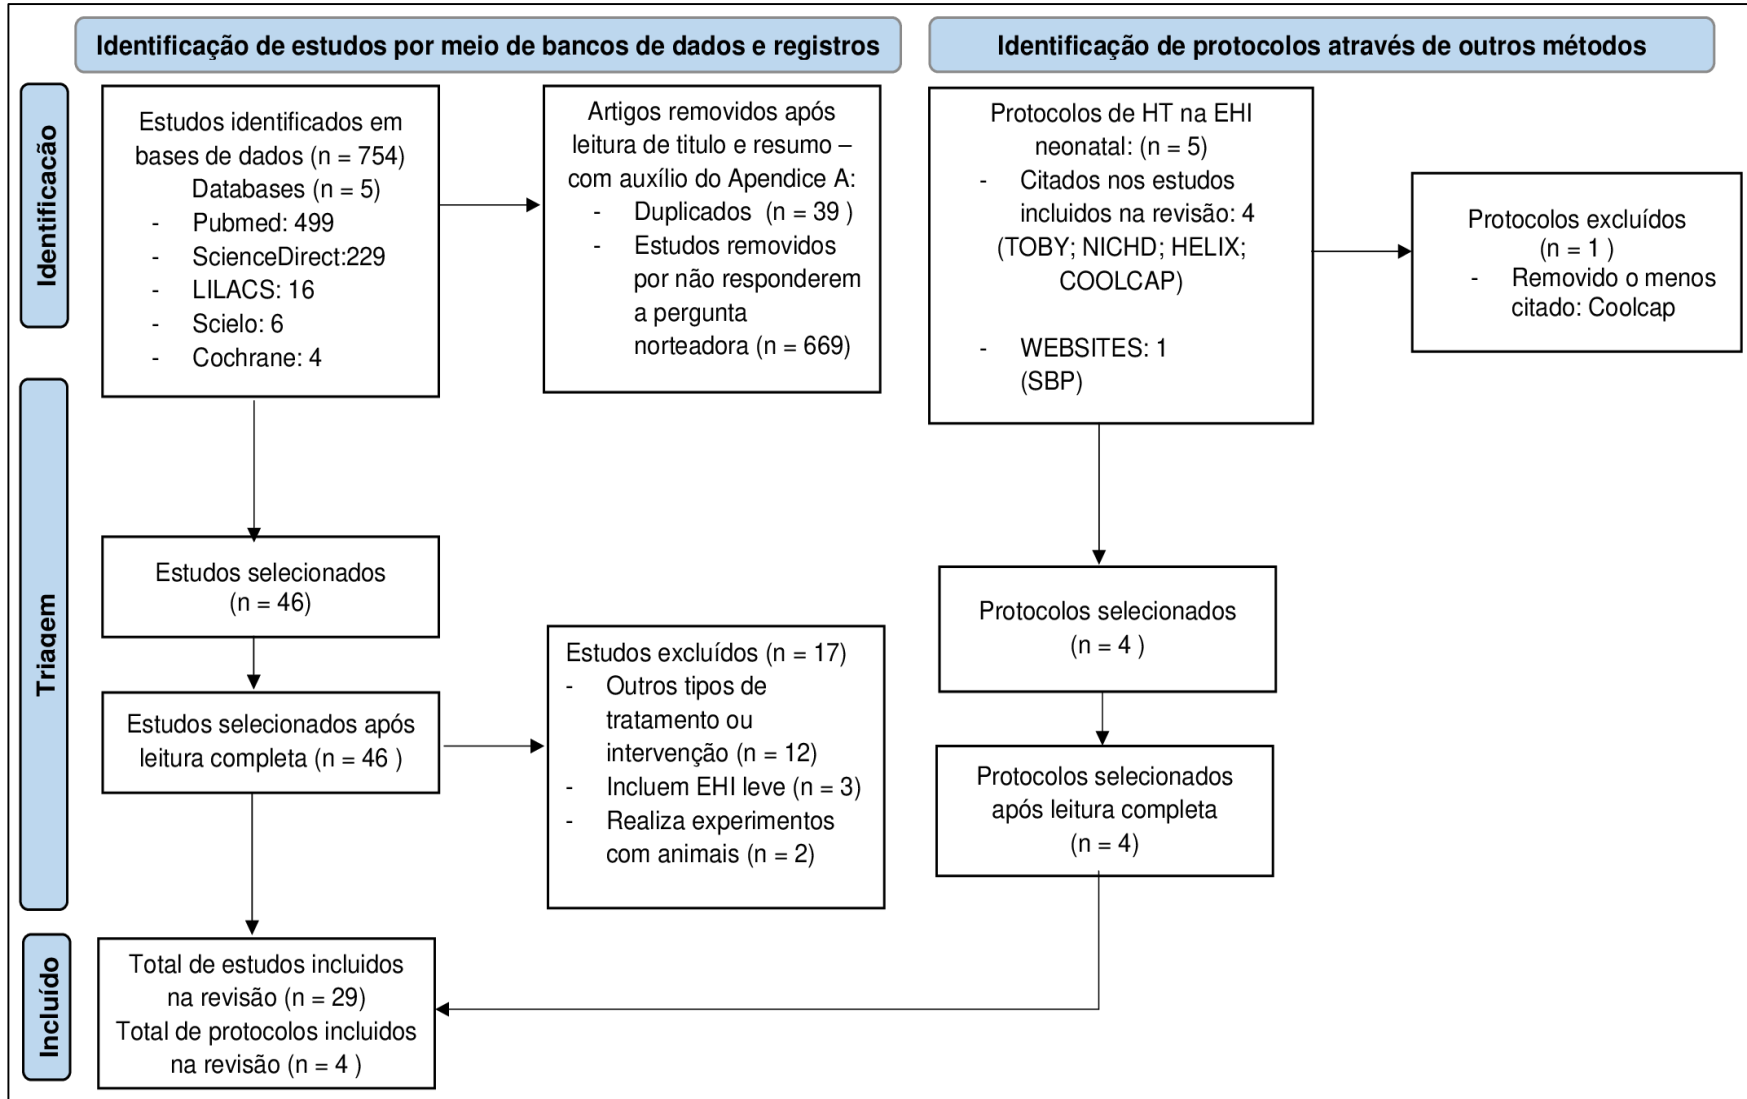 Identificação de estudos por meio de bancos de dados e registros
Identificação de protocolos através de outros métodos
Identificação
Estudos identificados em
bases de dados (n = 754)
Databases (n = 5)
- Pubmed: 499
- ScienceDirect:229
- LILACS: 16
- Scielo: 6
- Cochrane: 4
Artigos removidos após
leitura de titulo e resumo –
com auxílio do Apendice A:
- Duplicados (n = 39 )
- Estudos removidos
por não responderem
a pergunta
norteadora (n = 669)
Protocolos de HT na EHI
neonatal: (n = 5)
- Citados nos estudos
incluidos na revisão: 4
(TOBY; NICHD; HELIX;
COOLCAP)
- WEBSITES: 1
(SBP)
Protocolos excluídos
(n = 1 )
- Removido o menos
citado: Coolcap
Triagem
Estudos selecionados
(n = 46)
Estudos selecionados após
leitura completa (n = 46 )
Estudos excluídos (n = 17)
- Outros tipos de
tratamento ou
intervenção (n = 12)
- Incluem EHI leve (n = 3)
- Realiza experimentos
com animais (n = 2)
Protocolos selecionados
(n = 4 )
Protocolos selecionados
após leitura completa
(n = 4)
Incluído
Total de estudos incluidos
na revisão (n = 29)
Total de protocolos incluidos
na revisão (n = 4 )